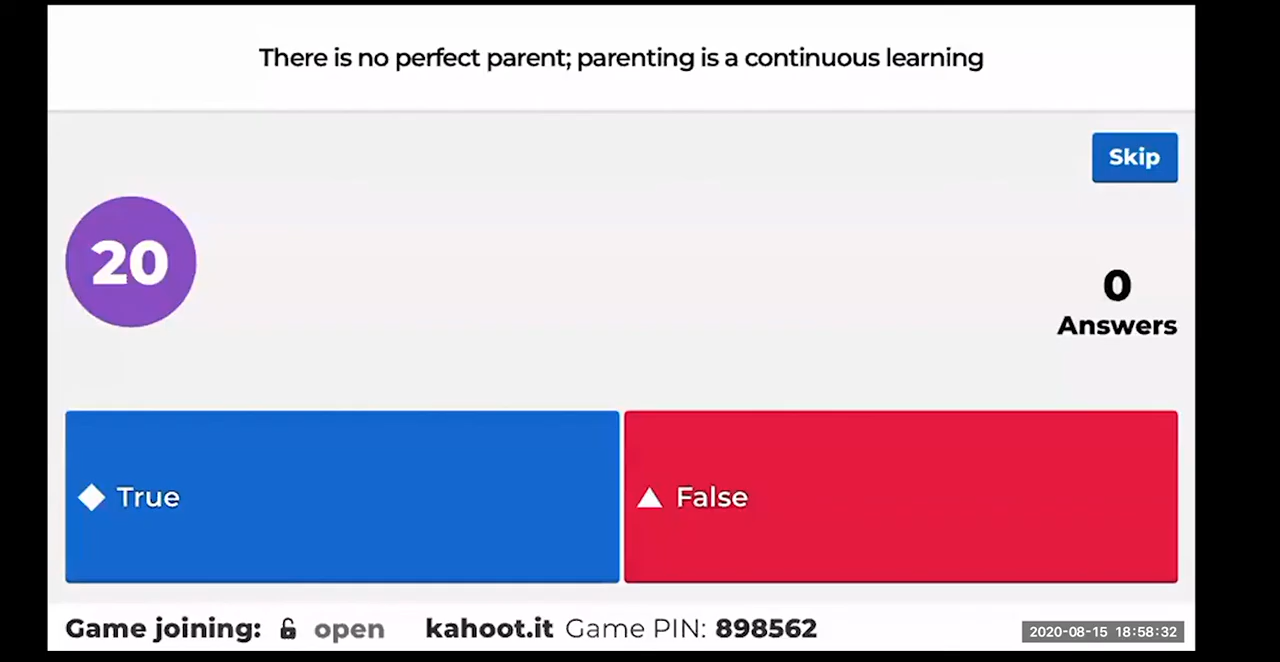 There is no perfect parent; parenting is a continuous learning
Skip
20
0
Answers
True
False
Game joining: open kahoot.it Game PIN: 898562
2020-08-15 18:58:32